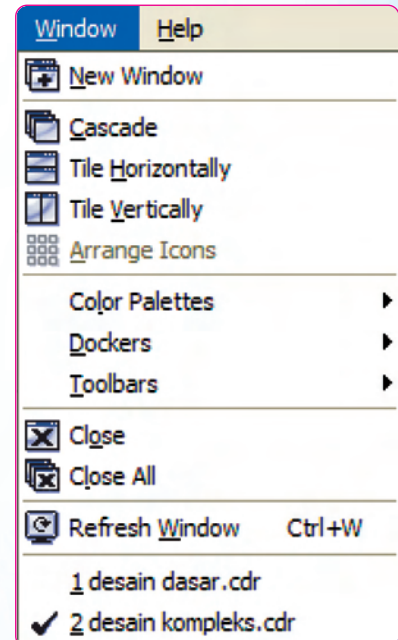 Window Help
New Window
Cascade
Tile Horizontally
Tile Vertically
Arrange Icons
Color Palettes
Dockers
Toolbars
Close
Close All
Refresh Window Ctrl+W
1 desain dasar.cdr
2 desain kompleks.cdr